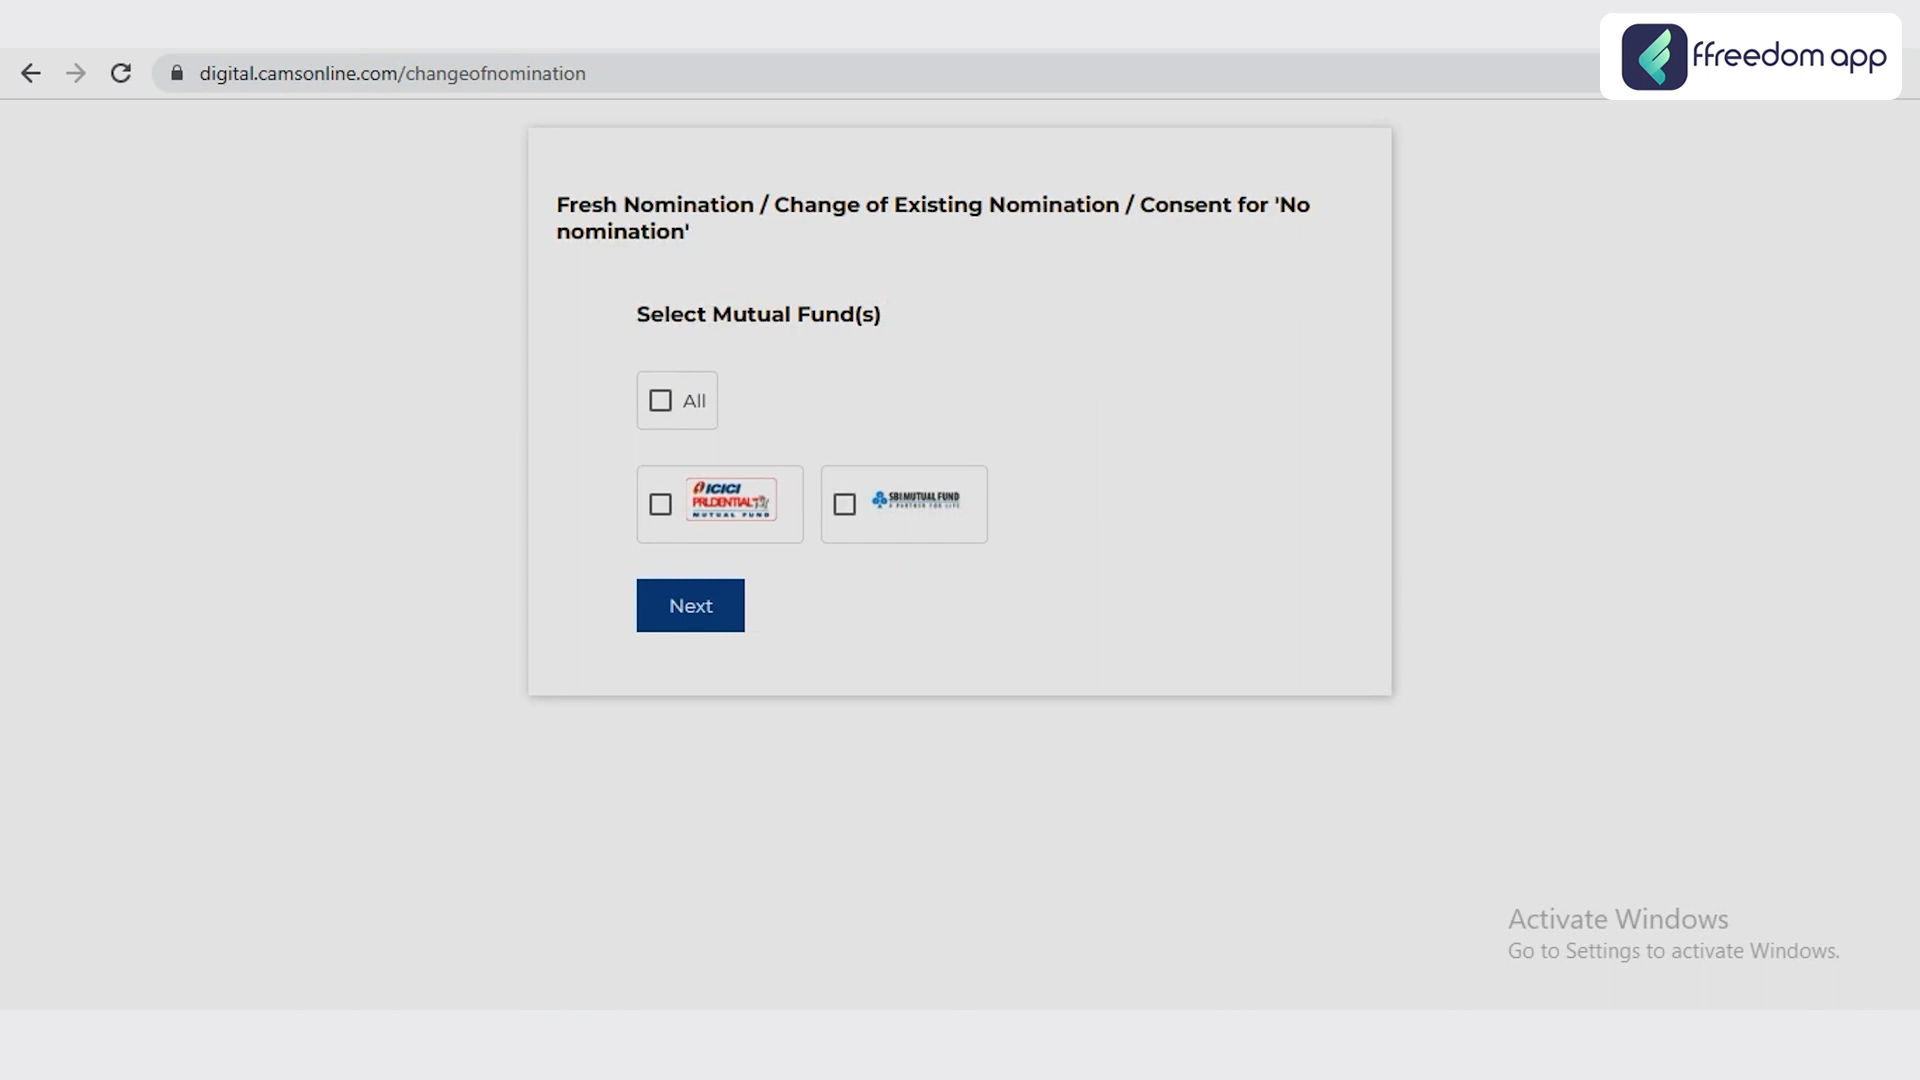 ffreedom app
digital.camsonline.com/changeofnomination
Fresh Nomination / Change of Existing Nomination / Consent for 'No
nomination'
Select Mutual Fund(s)
All
ICICI
PRUDENTIAL
MUTUAL FUND
SBI MUTUAL FUND
A PARTNER FOR LIFE
Next
Activate Windows
Go to Settings to activate Windows.